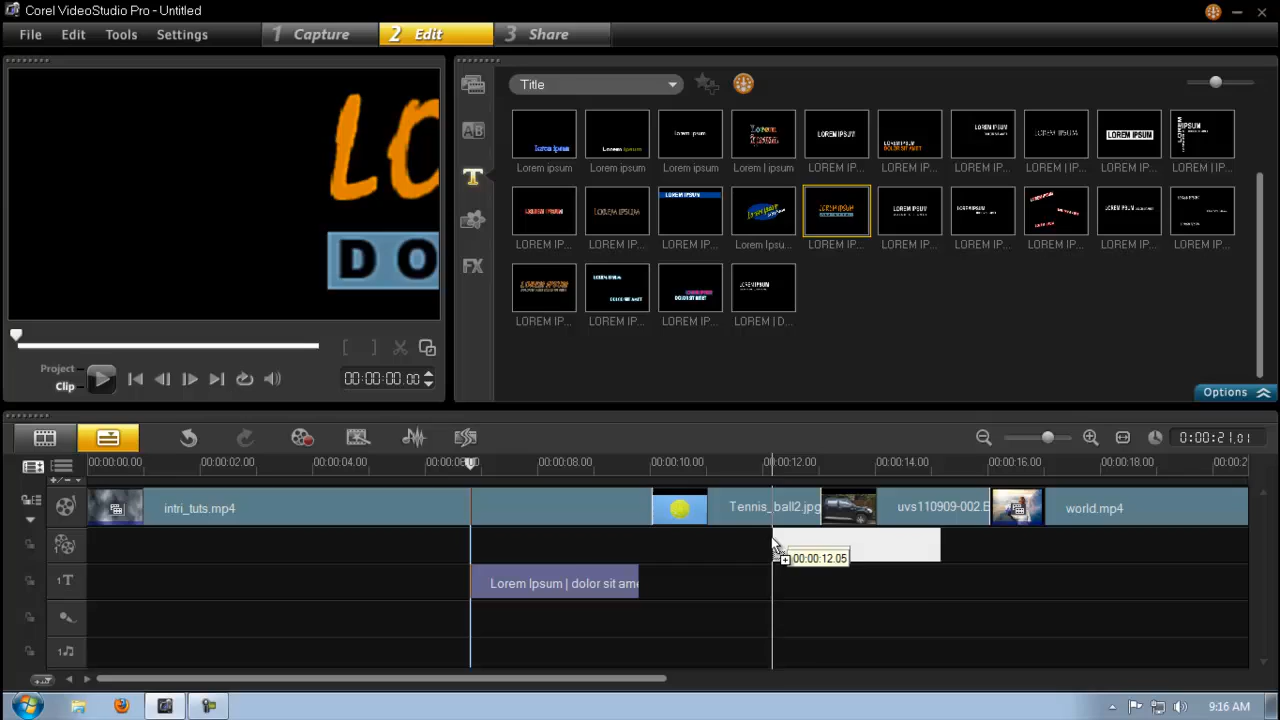 Corel VideoStudio Pro - Untitled
File Edit Tools Settings 1 Capture 2 Edit 3 Share
LO
D O
Title
Lorem ipsum Lorem ipsum Lorem ipsum Lorem | ipsum LOREM IP... LOREM IP... LOREM IP... LOREM IP... LOREM IP... LOREM IP...
LOREM IP... LOREM IP... LOREM IP... Lorem Ipsu... LOREM IP... LOREM IP... LOREM IP... LOREM IP... LOREM IP... LOREM IP...
LOREM IP... LOREM IP... LOREM IP... LOREM | D...
Project
Clip
00:00:00.00
Options
0:00:21.01
00:00:00.00 00:00:02.00 00:00:04.00 00:00:06.00 00:00:08.00 00:00:10.00 00:00:12.00 00:00:14.00 00:00:16.00 00:00:18.00 00:00:2
intri_tuts.mp4 Tennis_ball2.jpg uvs110909-002.B world.mp4
00:00:12.05
Lorem Ipsum | dolor sit ame
9:16 AM